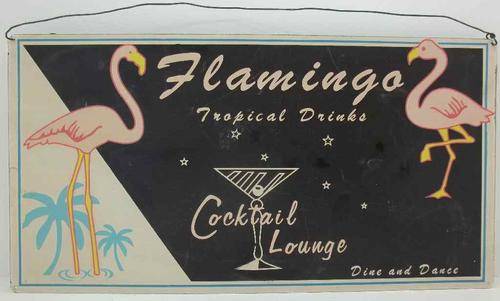 Flamingo
Tropical Drinks
Cocktail
Lounge
Dine and Dance